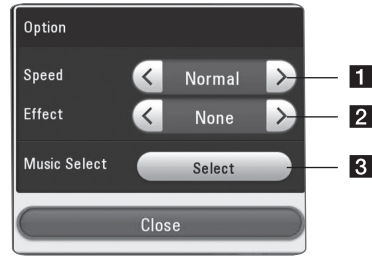 Option
Speed < Normal > 1
Effect < None > 2
Music Select Select 3
Close